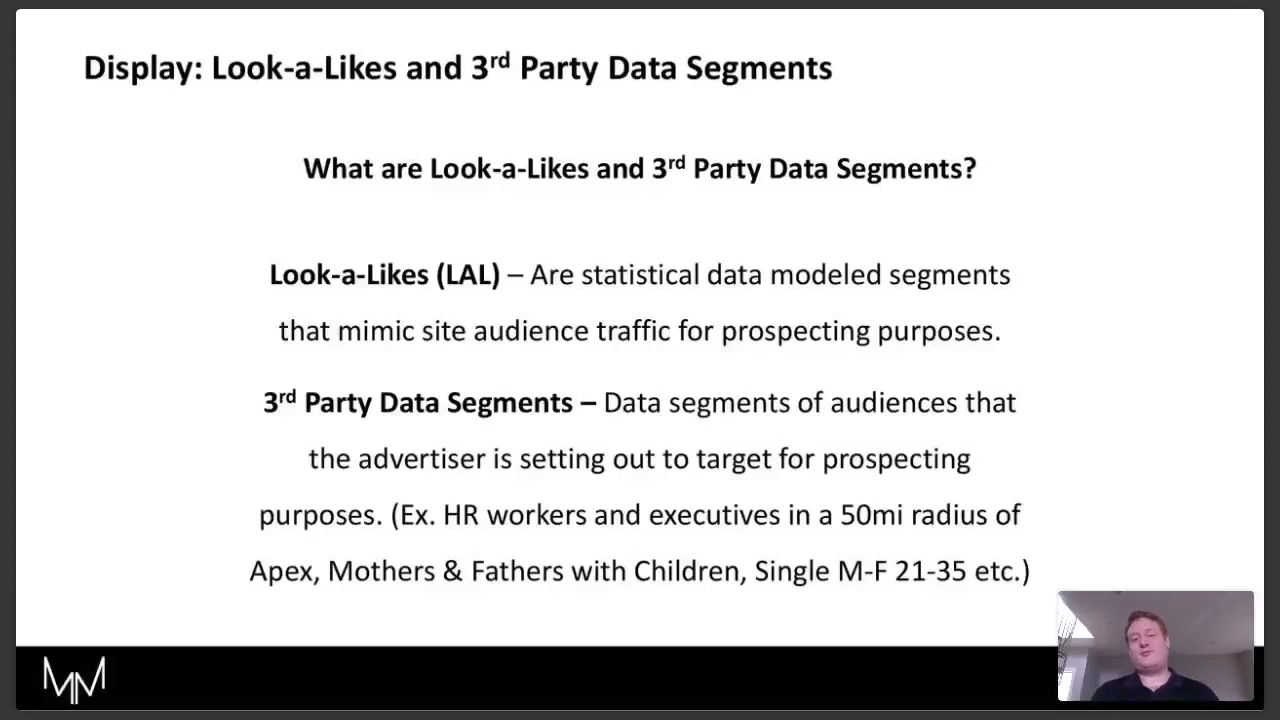 Display: Look-a-Likes and 3rd Party Data Segments
What are Look-a-Likes and 3rd Party Data Segments?
Look-a-Likes (LAL) – Are statistical data modeled segments
that mimic site audience traffic for prospecting purposes.
3rd Party Data Segments – Data segments of audiences that
the advertiser is setting out to target for prospecting
purposes. (Ex. HR workers and executives in a 50mi radius of
Apex, Mothers & Fathers with Children, Single M-F 21-35 etc.)